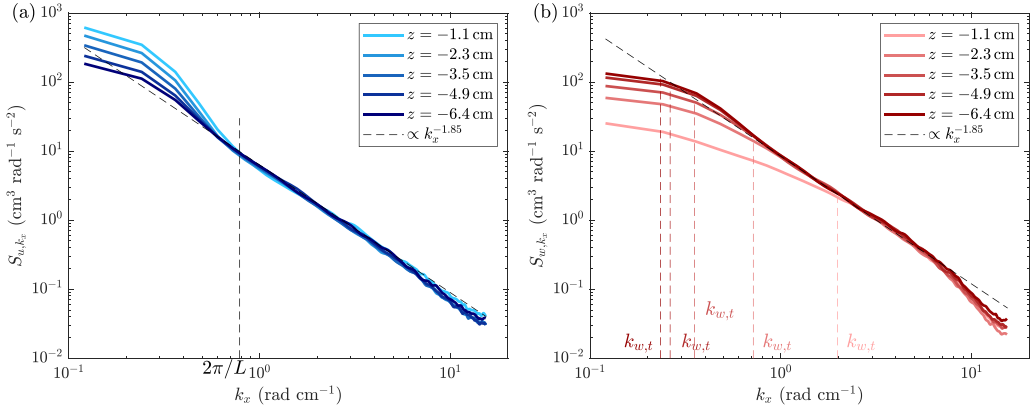 (a)
10^3
10^2
10^1
10^0
10^-1
10^-2
S_{u,k_x} (cm^3 rad^-1 s^-2)
z = −1.1 cm
z = −2.3 cm
z = −3.5 cm
z = −4.9 cm
z = −6.4 cm
∝ k_x^{-1.85}
2π/L
10^-1
10^0
10^1
k_x (rad cm^-1)
(b)
10^3
10^2
10^1
10^0
10^-1
10^-2
S_{w,k_x} (cm^3 rad^-1 s^-2)
z = −1.1 cm
z = −2.3 cm
z = −3.5 cm
z = −4.9 cm
z = −6.4 cm
∝ k_x^{-1.85}
k_{w,t}
k_{w,t} k_{w,t} k_{w,t} k_{w,t}
10^-1
10^0
10^1
k_x (rad cm^-1)